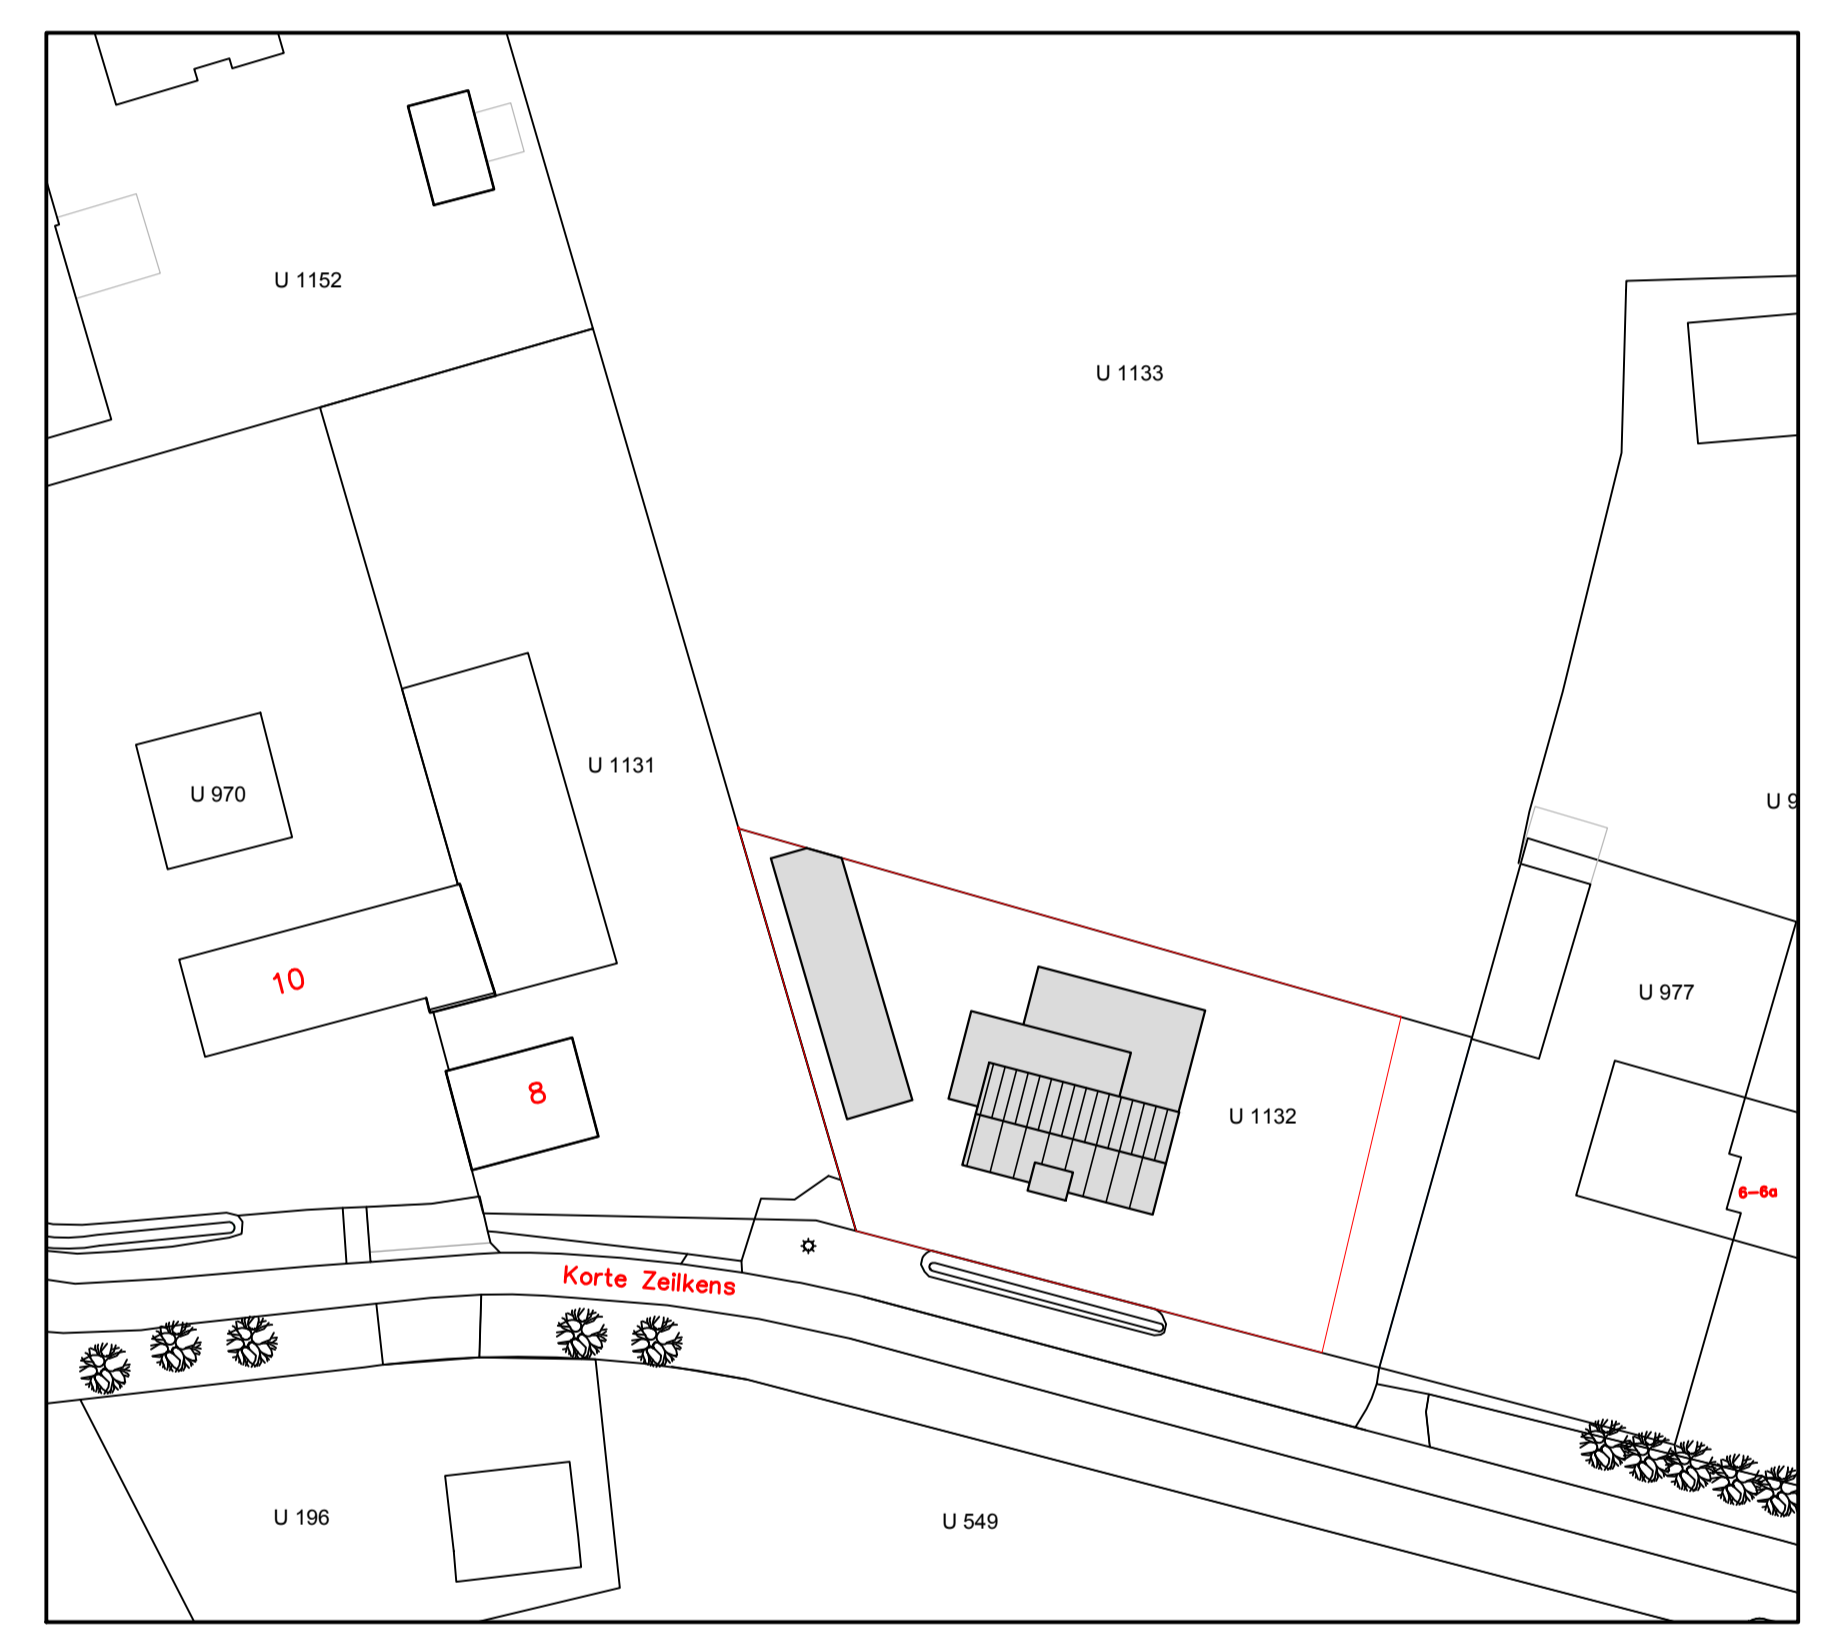 U 1152
U 1133
U 1131
U 970
U 9
10
U 977
8
U 1132
6-6a
Korte Zeilkens
U 196
U 549